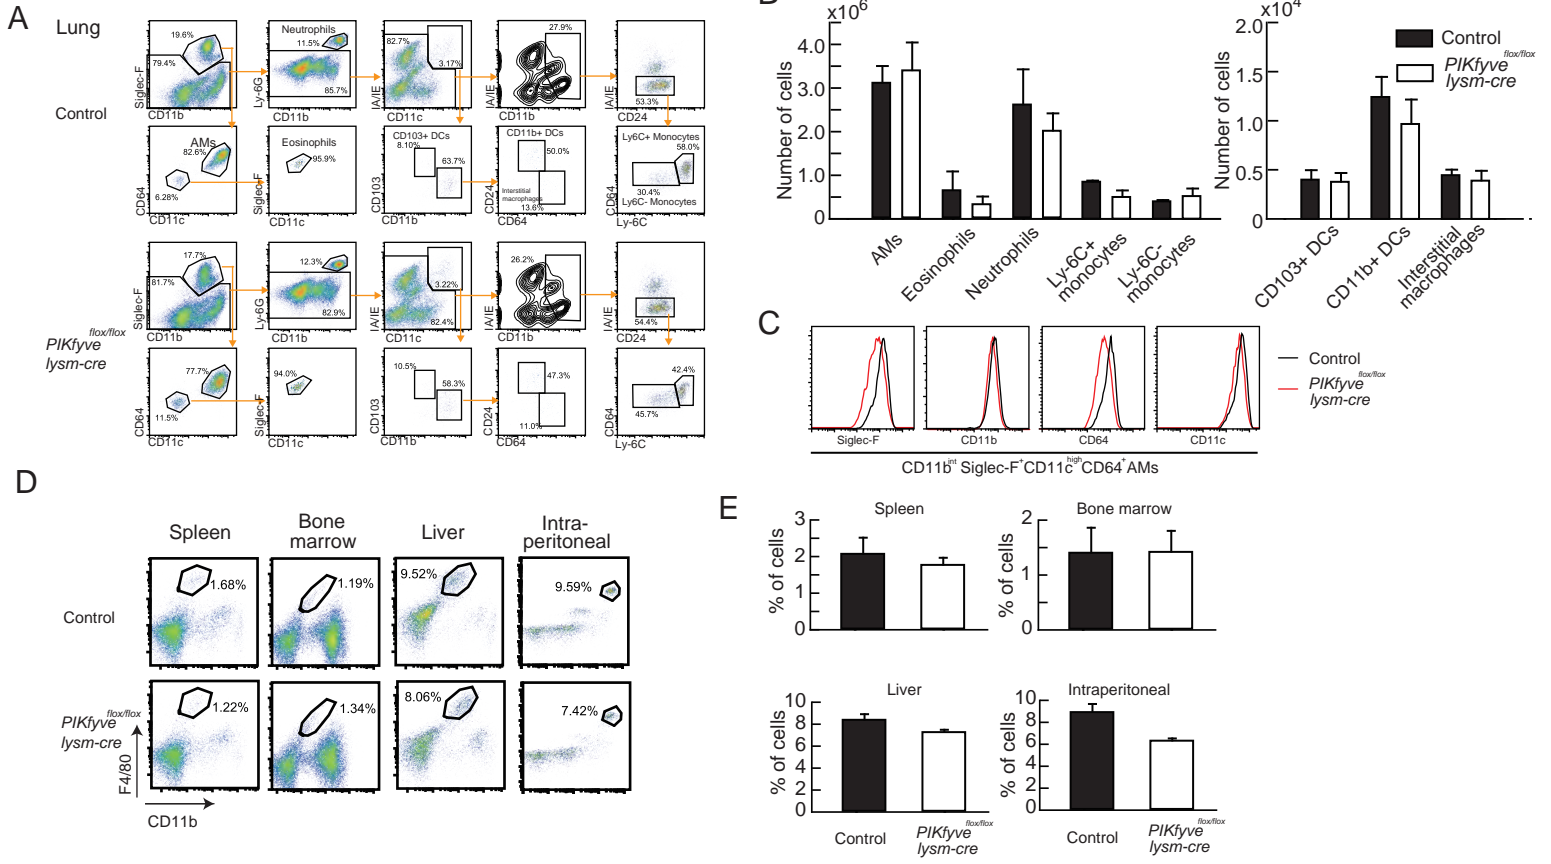 A
Lung
Control
19.6%
79.4%
Siglec-F
CD11b
Neutrophils
11.5%
85.7%
Ly-6G
CD11b
82.7%
3.17%
IA/IE
CD11c
27.9%
IA/IE
CD11b
53.3%
IA/IE
CD24
AMs
82.6%
6.28%
CD64
CD11c
Eosinophils
95.9%
Siglec-F
CD11c
CD103+ DCs
8.10%
63.7%
CD103
CD11b
CD11b+ DCs
50.0%
Interstitial
macrophages
13.6%
CD24
CD64
Ly6C+ Monocytes
58.0%
30.4%
Ly6C- Monocytes
CD64
Ly-6C
PIKfyve flox/flox
lysm-cre
17.7%
81.7%
Siglec-F
CD11b
12.3%
82.9%
Ly-6G
CD11b
3.22%
82.4%
IA/IE
CD11c
26.2%
IA/IE
CD11b
54.4%
IA/IE
CD24
77.7%
11.5%
CD64
CD11c
94.0%
Siglec-F
CD11c
10.5%
58.3%
CD103
CD11b
47.3%
11.0%
CD24
CD64
42.4%
45.7%
CD64
Ly-6C
x10^6
Number of cells
4.0
3.0
2.0
1.0
0
AMs
Eosinophils
Neutrophils
Ly-6C+
monocytes
Ly-6C-
monocytes
x10^4
Number of cells
2.0
1.5
1.0
0.5
0
CD103+ DCs
CD11b+ DCs
Interstitial
macrophages
Control
PIKfyve flox/flox
lysm-cre
C
Siglec-F
CD11b
CD64
CD11c
Control
PIKfyve flox/flox
lysm-cre
CD11b^int Siglec-F^+CD11c^high CD64^+AMs
D
Spleen
Bone
marrow
Liver
Intra-
peritoneal
Control
1.68%
1.19%
9.52%
9.59%
PIKfyve flox/flox
lysm-cre
1.22%
1.34%
8.06%
7.42%
F4/80
CD11b
E
Spleen
% of cells
3
2
1
0
Bone marrow
% of cells
2
1
0
Liver
% of cells
10
8
6
4
2
0
Control
PIKfyve flox/flox
lysm-cre
Intraperitoneal
% of cells
10
8
6
4
2
0
Control
PIKfyve flox/flox
lysm-cre